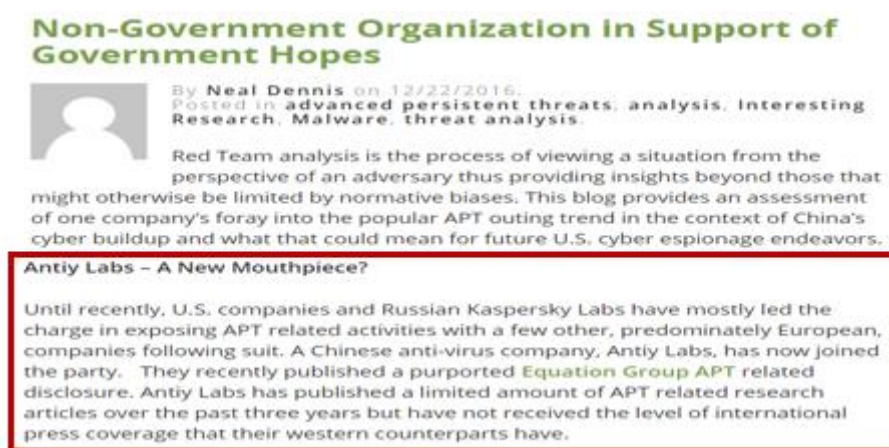 Non-Government Organization in Support of
Government Hopes
By Neal Dennis on 12/22/2016.
Posted in advanced persistent threats, analysis, Interesting
Research, Malware, threat analysis.
Red Team analysis is the process of viewing a situation from the
perspective of an adversary thus providing insights beyond those that
might otherwise be limited by normative biases. This blog provides an assessment
of one company's foray into the popular APT outing trend in the context of China's
cyber buildup and what that could mean for future U.S. cyber espionage endeavors.
Antiy Labs – A New Mouthpiece?
Until recently, U.S. companies and Russian Kaspersky Labs have mostly led the
charge in exposing APT related activities with a few other, predominately European,
companies following suit. A Chinese anti-virus company, Antiy Labs, has now joined
the party. They recently published a purported Equation Group APT related
disclosure. Antiy Labs has published a limited amount of APT related research
articles over the past three years but have not received the level of international
press coverage that their western counterparts have.